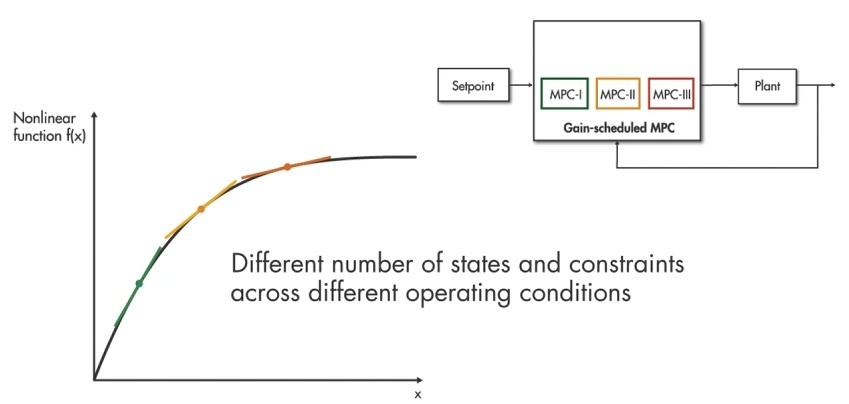 Setpoint
MPC-I
MPC-II
MPC-III
Gain-scheduled MPC
Plant
Nonlinear
function f(x)
Different number of states and constraints
across different operating conditions
x